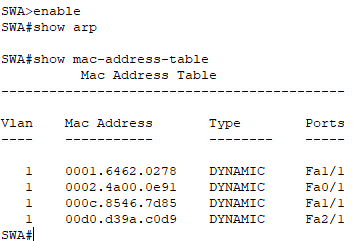 SWA>enable
SWA#show arp
SWA#show mac-address-table
Mac Address Table
-------------------------------------------
Vlan    Mac Address       Type        Ports
----    -----------       --------    -----
1    0001.6462.0278    DYNAMIC     Fa1/1
1    0002.4a00.0e91    DYNAMIC     Fa0/1
1    000c.8546.7d85    DYNAMIC     Fa1/1
1    00d0.d39a.c0d9    DYNAMIC     Fa2/1
SWA#